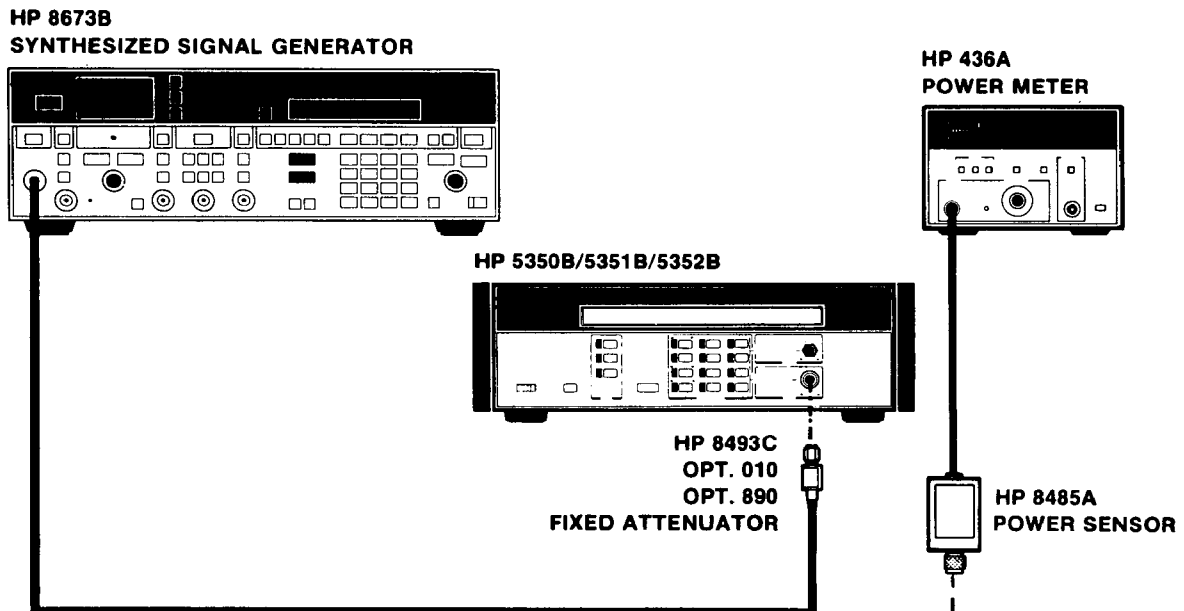 HP 8673B
SYNTHESIZED SIGNAL GENERATOR
HP 436A
POWER METER
HP 5350B/5351B/5352B
HP 8493C
OPT. 010
OPT. 890
FIXED ATTENUATOR
HP 8485A
POWER SENSOR